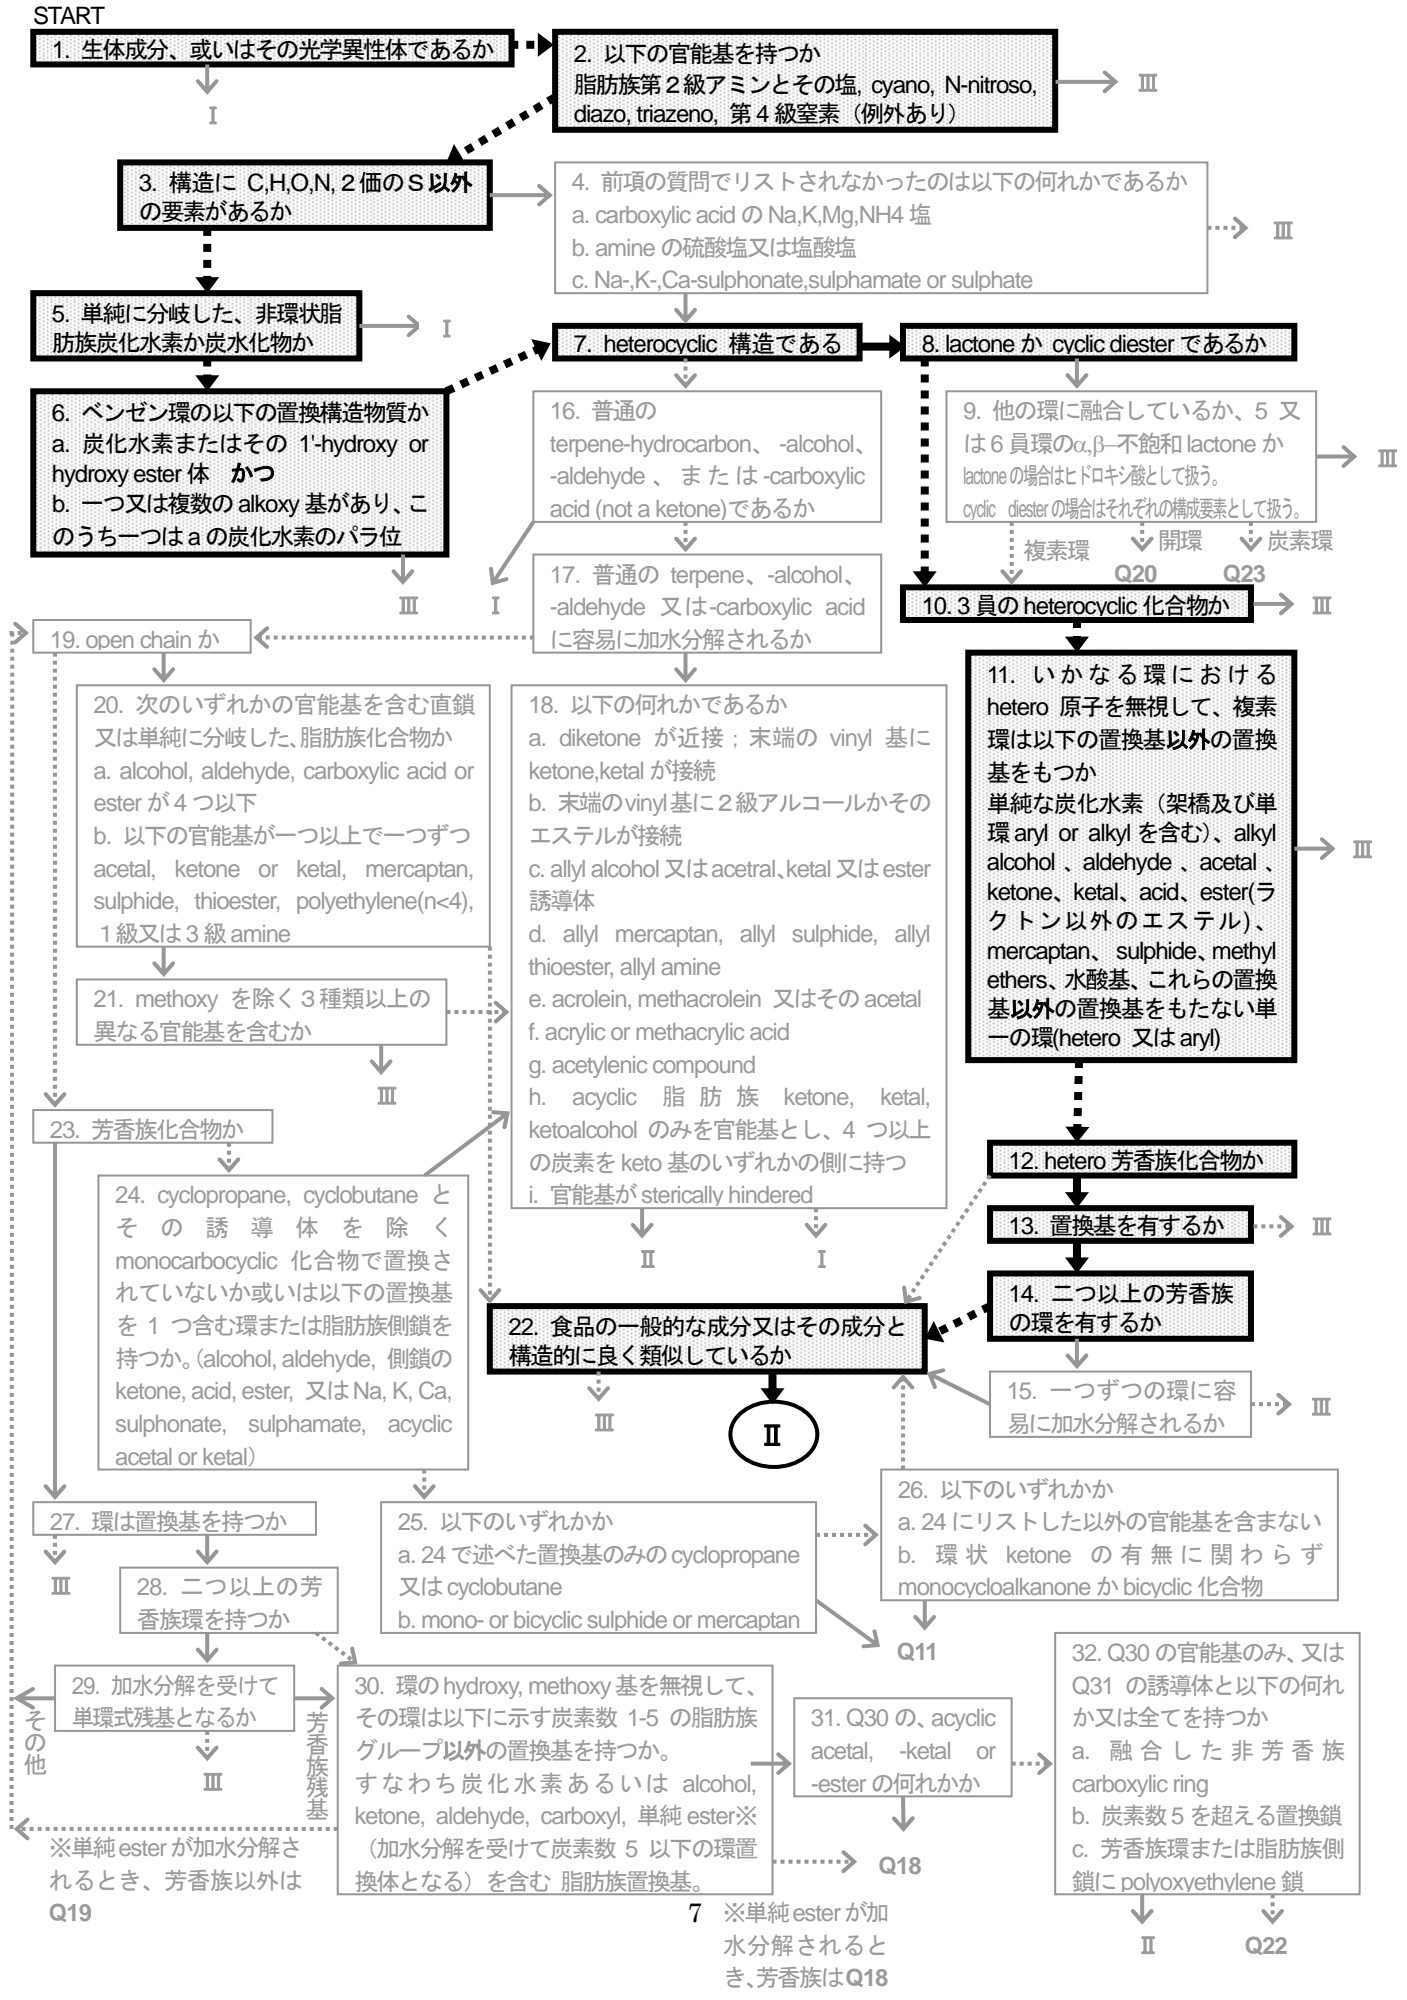 START
1. 生体成分、或いはその光学異性体であるか
Ⅰ
2. 以下の官能基を持つか
脂肪族第２級アミンとその塩, cyano, N-nitroso,
diazo, triazeno, 第４級窒素（例外あり）
Ⅲ
3. 構造に C,H,O,N,２価のＳ以外
の要素があるか
4. 前項の質問でリストされなかったのは以下の何れかであるか
a. carboxylic acid の Na,K,Mg,NH4 塩
b. amine の硫酸塩又は塩酸塩
c. Na-,K-,Ca-sulphonate,sulphamate or sulphate
Ⅲ
5. 単純に分岐した、非環状脂
肪族炭化水素か炭水化物か
Ⅰ
6. ベンゼン環の以下の置換構造物質か
a. 炭化水素またはその 1'-hydroxy or
hydroxy ester 体 かつ
b. 一つ又は複数の alkoxy 基があり、こ
のうち一つは a の炭化水素のパラ位
Ⅲ
7. heterocyclic 構造である
8. lactone か cyclic diester であるか
16. 普通の
terpene-hydrocarbon、-alcohol、
-aldehyde 、または-carboxylic
acid (not a ketone)であるか
Ⅰ
9. 他の環に融合しているか、5 又
は 6 員環のα,β–不飽和 lactone か
lactone の場合はヒドロキシ酸として扱う。
cyclic diester の場合はそれぞれの構成要素として扱う。
Ⅲ
複素環
開環
炭素環
Q20
Q23
17. 普通の terpene、-alcohol、
-aldehyde 又は-carboxylic acid
に容易に加水分解されるか
10. 3 員の heterocyclic 化合物か
Ⅲ
19. open chain か
20. 次のいずれかの官能基を含む直鎖
又は単純に分岐した、脂肪族化合物か
a. alcohol, aldehyde, carboxylic acid or
ester が 4 つ以下
b. 以下の官能基が一つ以上で一つずつ
acetal, ketone or ketal, mercaptan,
sulphide, thioester, polyethylene(n<4),
１級又は３級 amine
18. 以下の何れかであるか
a. diketone が近接；末端の vinyl 基に
ketone,ketal が接続
b. 末端の vinyl 基に２級アルコールかその
エステルが接続
c. allyl alcohol 又は acetral、ketal 又は ester
誘導体
d. allyl mercaptan, allyl sulphide, allyl
thioester, allyl amine
e. acrolein, methacrolein 又はその acetal
f. acrylic or methacrylic acid
g. acetylenic compound
h. acyclic 脂肪族 ketone, ketal,
ketoalcohol のみを官能基とし、4 つ以上
の炭素を keto 基のいずれかの側に持つ
i. 官能基が sterically hindered
Ⅱ
Ⅰ
11. いかなる環における
hetero 原子を無視して、複素
環は以下の置換基以外の置換
基をもつか
単純な炭化水素（架橋及び単
環 aryl or alkyl を含む）、alkyl
alcohol 、aldehyde 、acetal 、
ketone、ketal、acid、ester(ラ
クトン以外のエステル)、
mercaptan、sulphide、methyl
ethers、水酸基、これらの置換
基以外の置換基をもたない単
一の環(hetero 又は aryl)
Ⅲ
21. methoxy を除く３種類以上の
異なる官能基を含むか
Ⅲ
23. 芳香族化合物か
12. hetero 芳香族化合物か
13. 置換基を有するか
Ⅲ
14. 二つ以上の芳香族
の環を有するか
24. cyclopropane, cyclobutane と
その誘導体を除く
monocarbocyclic 化合物で置換さ
れていないか或いは以下の置換基
を 1 つ含む環または脂肪族側鎖を
持つか。（alcohol, aldehyde, 側鎖の
ketone, acid, ester, 又は Na, K, Ca,
sulphonate, sulphamate, acyclic
acetal or ketal）
22. 食品の一般的な成分又はその成分と
構造的に良く類似しているか
Ⅲ
Ⅱ
15. 一つずつの環に容
易に加水分解されるか
Ⅲ
27. 環は置換基を持つか
Ⅲ
25. 以下のいずれかか
a. 24 で述べた置換基のみの cyclopropane
又は cyclobutane
b. mono- or bicyclic sulphide or mercaptan
26. 以下のいずれかか
a. 24 にリストした以外の官能基を含まない
b. 環状 ketone の有無に関わらず
monocycloalkanone か bicyclic 化合物
Q11
28. 二つ以上の芳
香族環を持つか
29. 加水分解を受けて
単環式残基となるか
その他
芳香族残基
Ⅲ
30. 環の hydroxy, methoxy 基を無視して、
その環は以下に示す炭素数 1-5 の脂肪族
グループ以外の置換基を持つか。
すなわち炭化水素あるいは alcohol,
ketone, aldehyde, carboxyl, 単純 ester※
（加水分解を受けて炭素数 5 以下の環置
換体となる）を含む 脂肪族置換基。
31. Q30 の、acyclic
acetal, -ketal or
-ester の何れかか
Q18
32. Q30 の官能基のみ、又は
Q31 の誘導体と以下の何れ
か又は全てを持つか
a. 融合した非芳香族
carboxylic ring
b. 炭素数 5 を超える置換鎖
c. 芳香族環または脂肪族側
鎖に polyoxyethylene 鎖
Ⅱ
Q22
※単純 ester が加水分解さ
れるとき、芳香族以外は
Q19
7
※単純 ester が加
水分解されると
き、芳香族は Q18